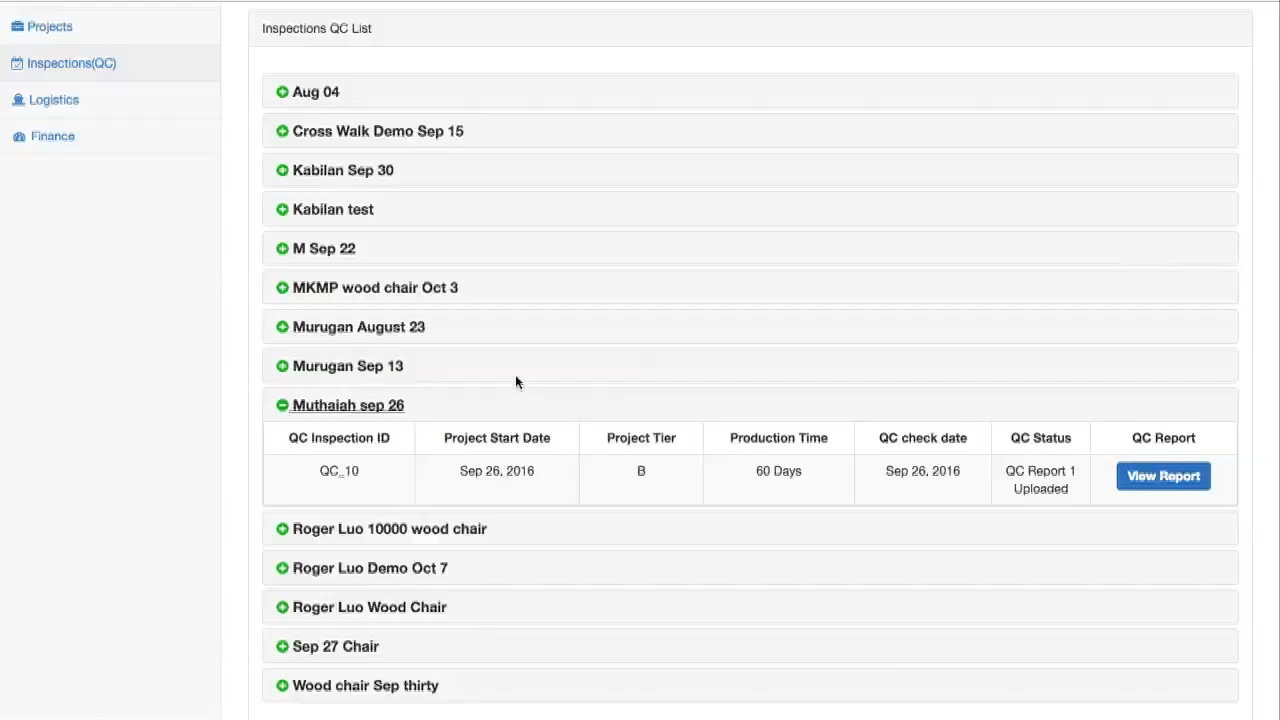 Projects
Inspections(QC)
Logistics
Finance
Inspections QC List
Aug 04
Cross Walk Demo Sep 15
Kabilan Sep 30
Kabilan test
M Sep 22
MKMP wood chair Oct 3
Murugan August 23
Murugan Sep 13
Muthaiah sep 26
QC Inspection ID Project Start Date Project Tier Production Time QC check date QC Status QC Report
QC_10 Sep 26, 2016 B 60 Days Sep 26, 2016 QC Report 1 View Report
Uploaded
Roger Luo 10000 wood chair
Roger Luo Demo Oct 7
Roger Luo Wood Chair
Sep 27 Chair
Wood chair Sep thirty